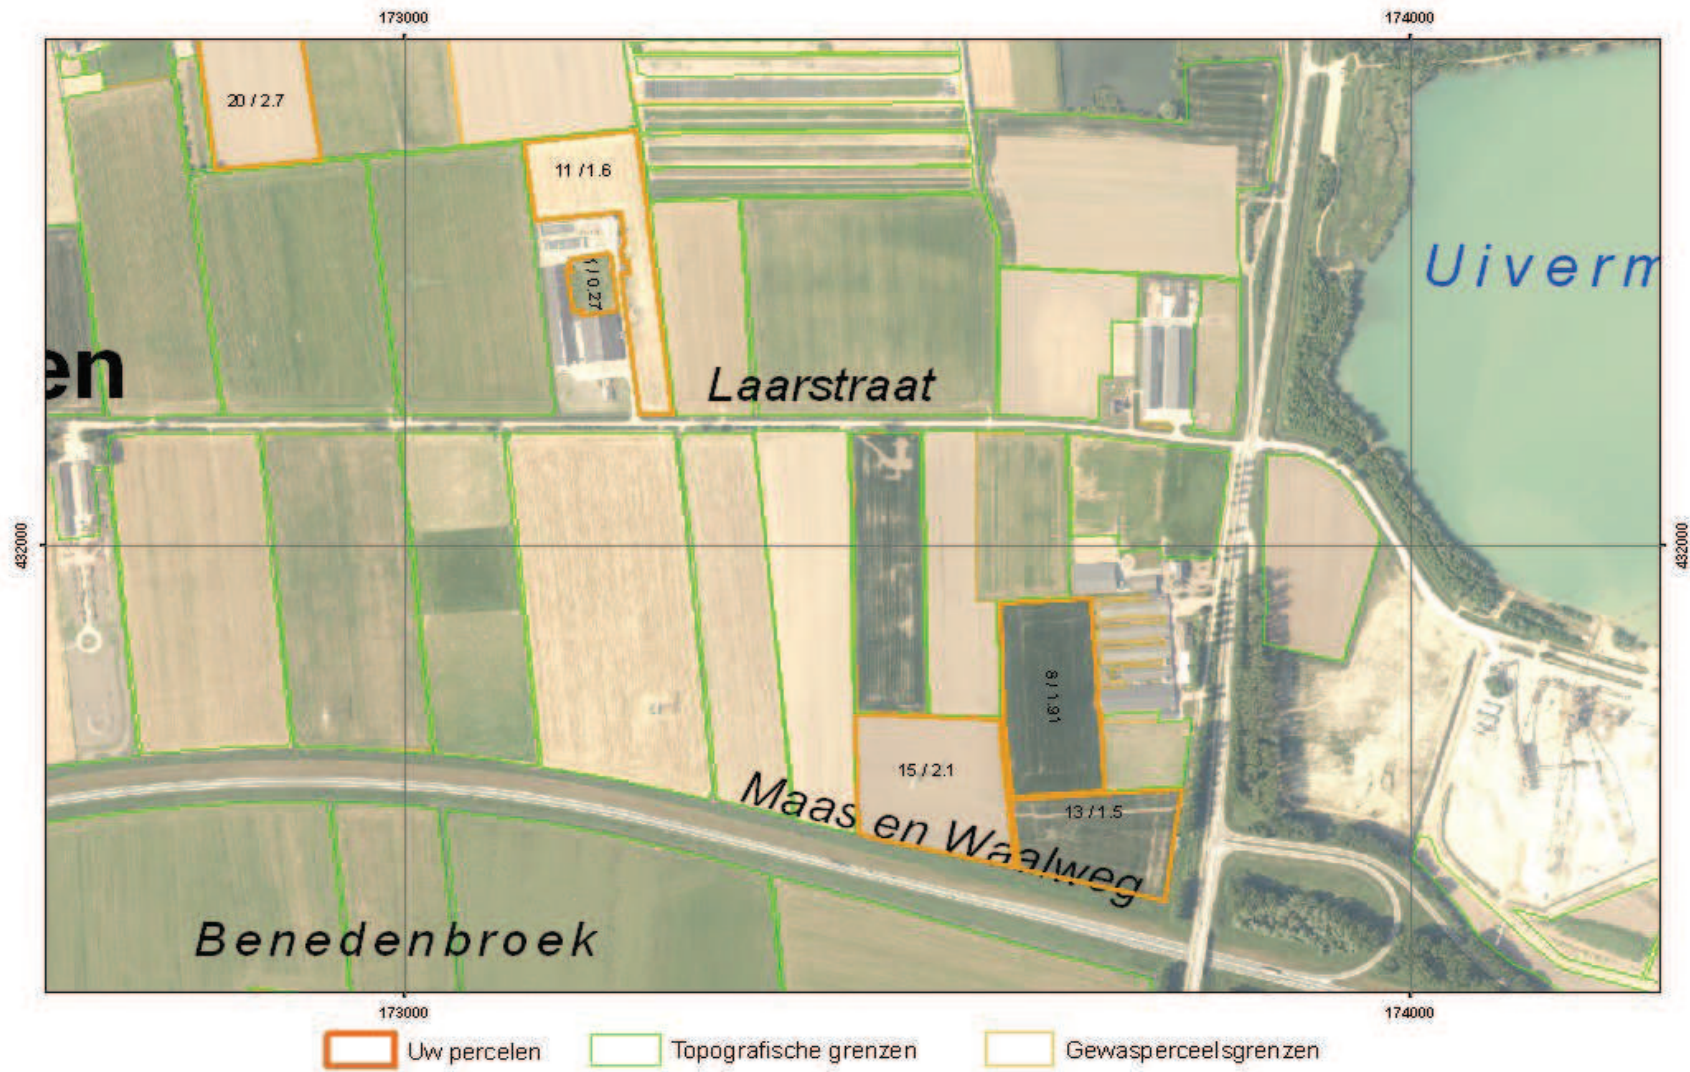 173000 174000
20 / 2.7
11 / 1.6
Uiverm
/ 0.27
en
Laarstraat
432000 432000
8 / 1.91
15 / 2.1
13 / 1.5
Maas en Waalweg
Benedenbroek
173000 174000
Uw percelen Topografische grenzen Gewasperceelsgrenzen